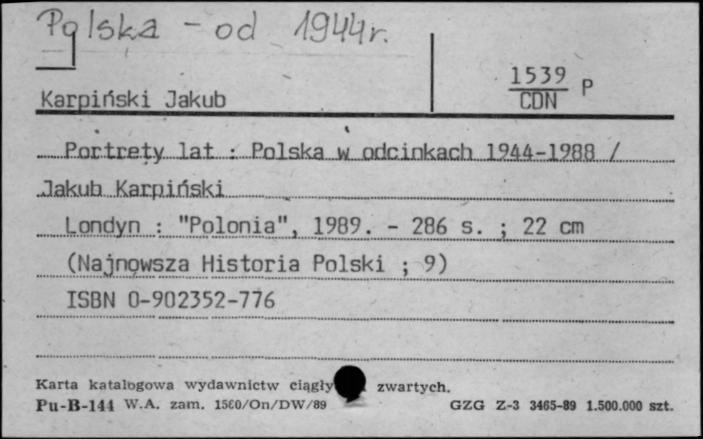 Polska - od 1944r.
1539 P
CDN
Karpiński Jakub
Portrety lat : Polska w odcinkach 1944-1988 /
Jakub Karpiński
Londyn : "Polonia", 1989. - 286 s. ; 22 cm
(Najnowsza Historia Polski ; 9)
ISBN 0-902352-776
Karta katalogowa wydawnictw ciągły zwartych.
Pu-B-144 W.A. zam. 1560/On/DW/89 GZG Z-3 3465-89 1.500.000 szt.